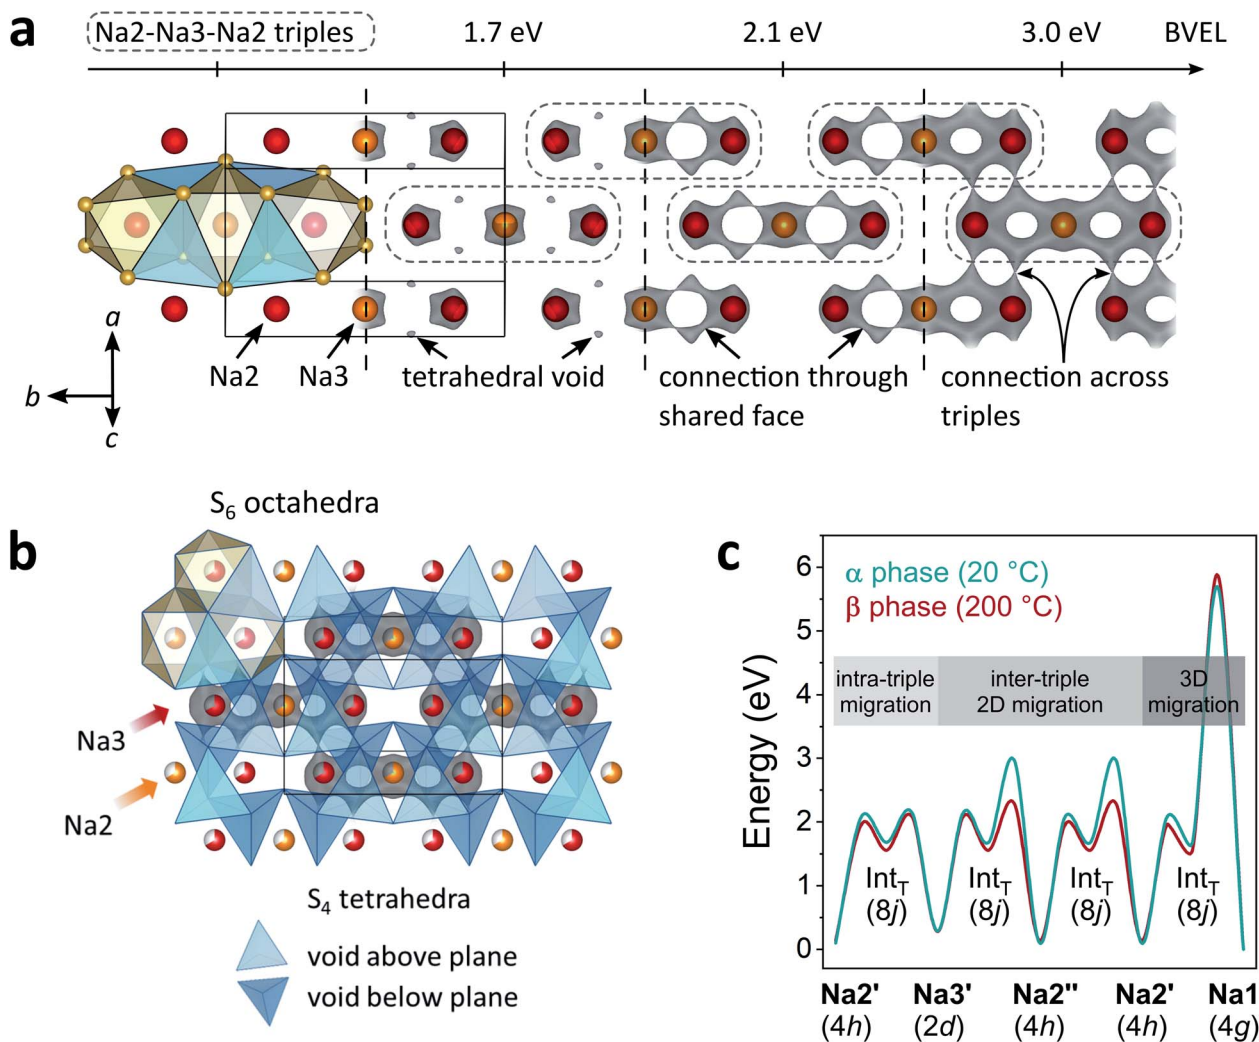 a
Na2-Na3-Na2 triples
1.7 eV
2.1 eV
3.0 eV
BVEL
Na2
Na3
tetrahedral void
connection through
shared face
connection across
triples
a
b
c
b
S6 octahedra
Na3
Na2
S4 tetrahedra
void above plane
void below plane
c
α phase (20 °C)
β phase (200 °C)
Energy (eV)
6
5
4
3
2
1
0
intra-triple
migration
inter-triple
2D migration
3D
migration
IntT
(8j)
IntT
(8j)
IntT
(8j)
IntT
(8j)
Na2' Na3' Na2" Na2' Na1
(4h) (2d) (4h) (4h) (4g)